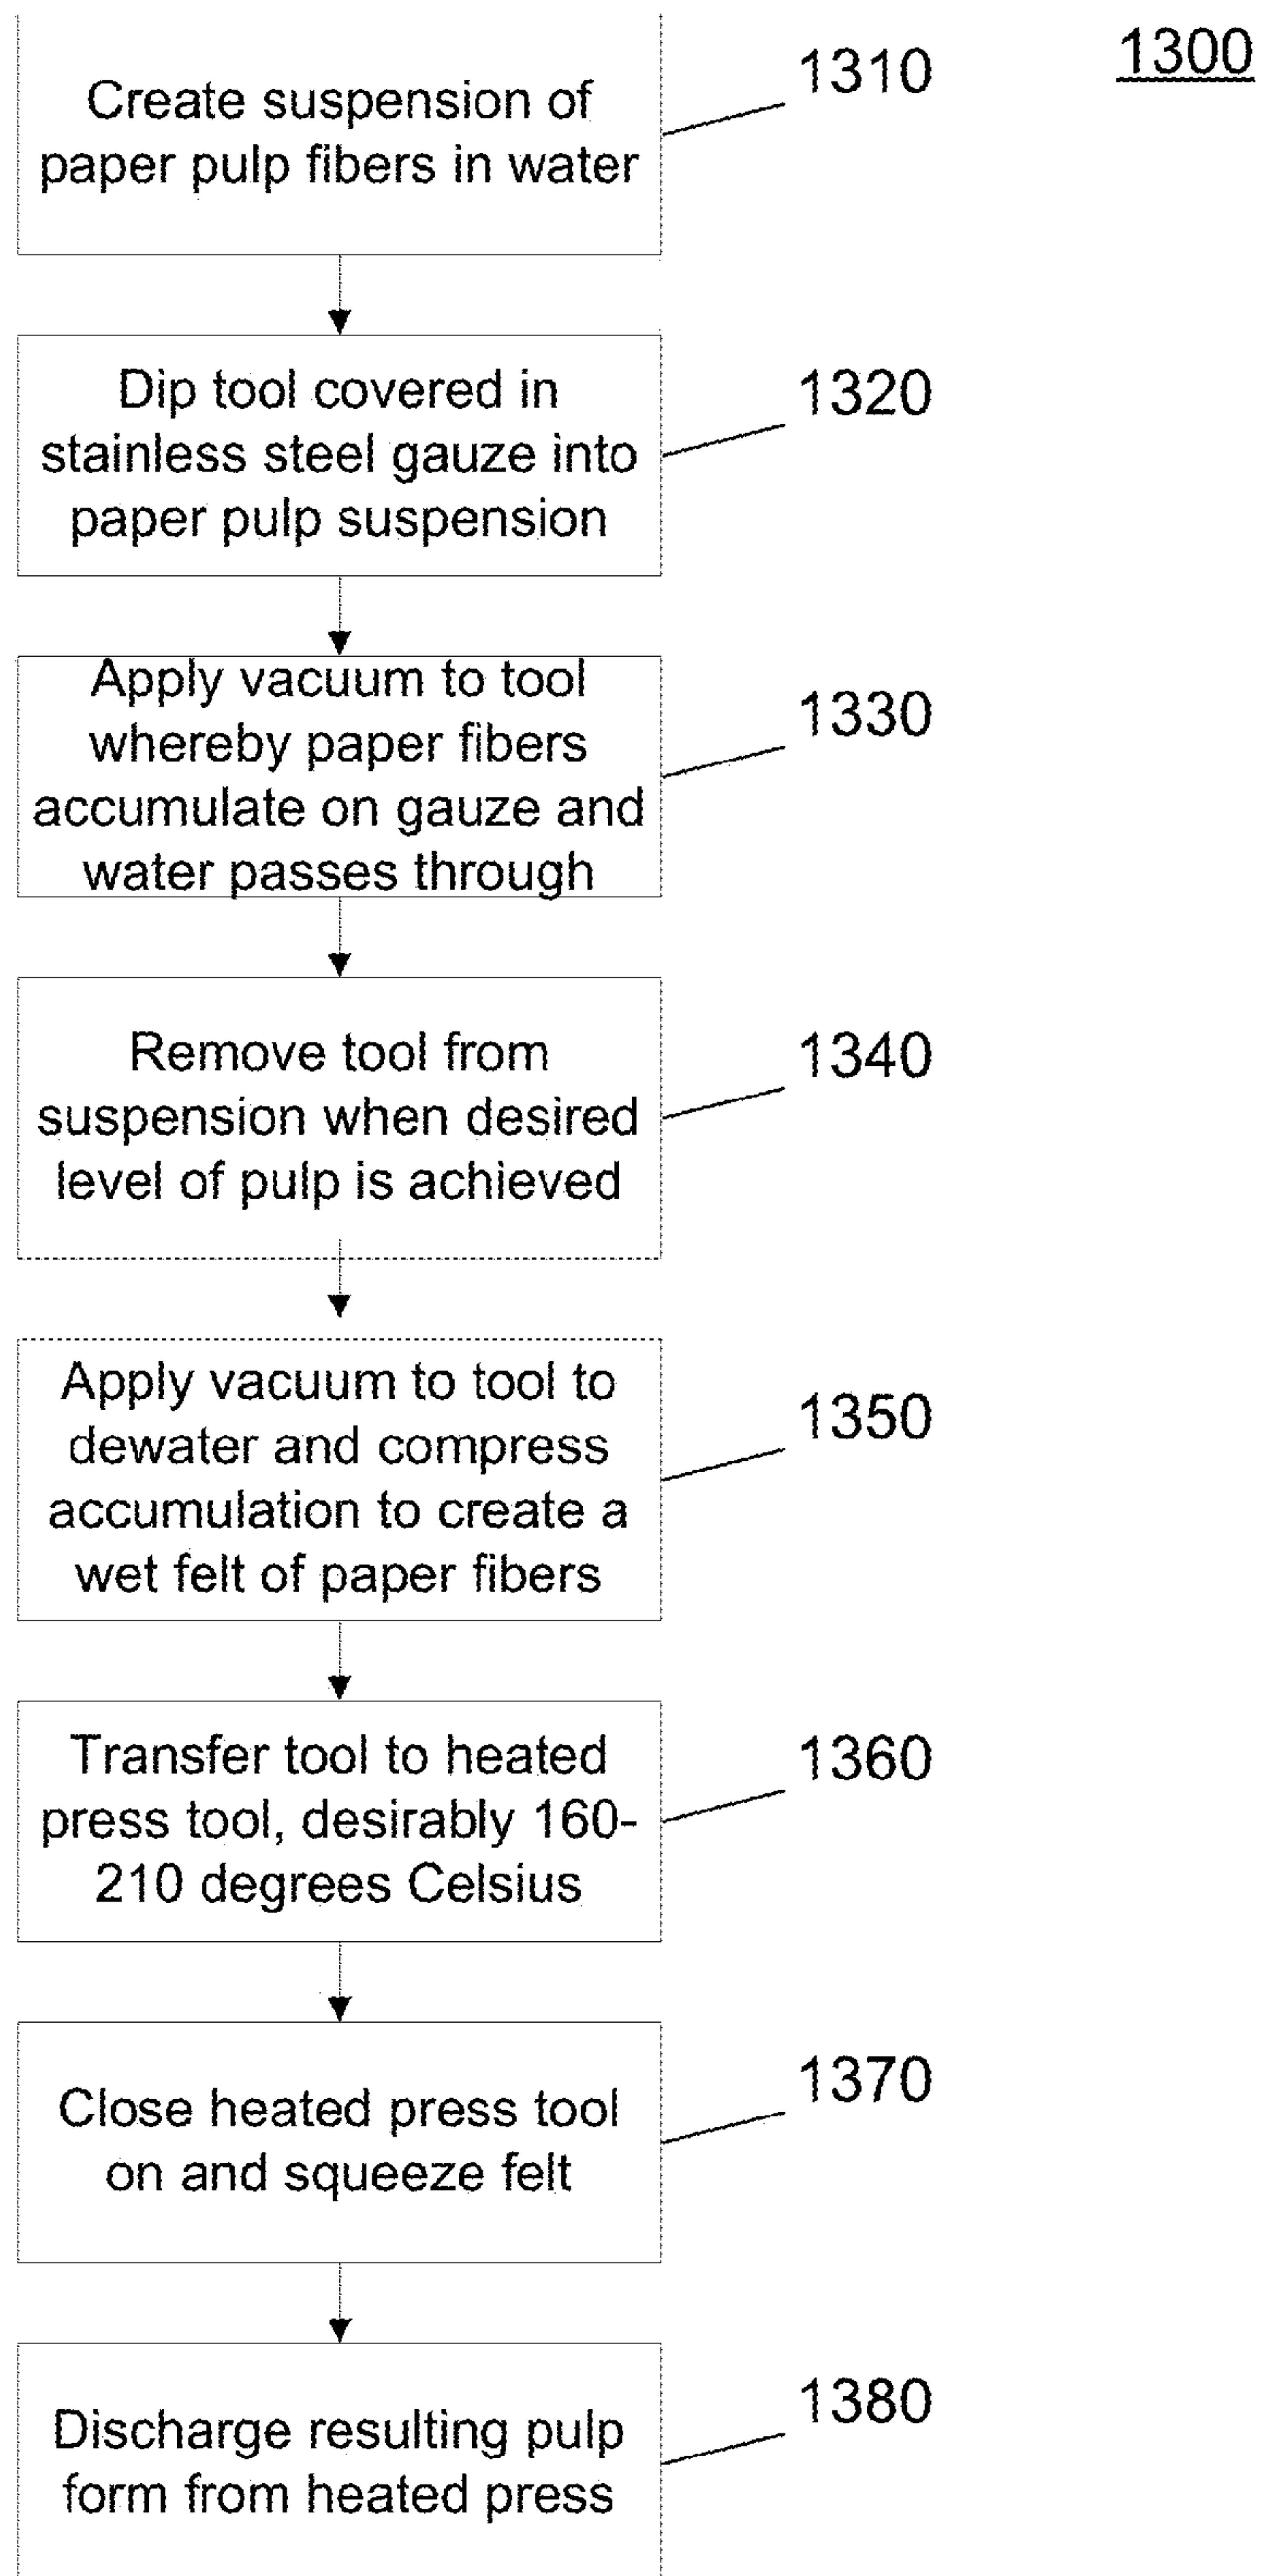 1300
Create suspension of
paper pulp fibers in water
1310
Dip tool covered in
stainless steel gauze into
paper pulp suspension
1320
Apply vacuum to tool
whereby paper fibers
accumulate on gauze and
water passes through
1330
Remove tool from
suspension when desired
level of pulp is achieved
1340
Apply vacuum to tool to
dewater and compress
accumulation to create a
wet felt of paper fibers
1350
Transfer tool to heated
press tool, desirably 160-
210 degrees Celsius
1360
Close heated press tool
on and squeeze felt
1370
Discharge resulting pulp
form from heated press
1380